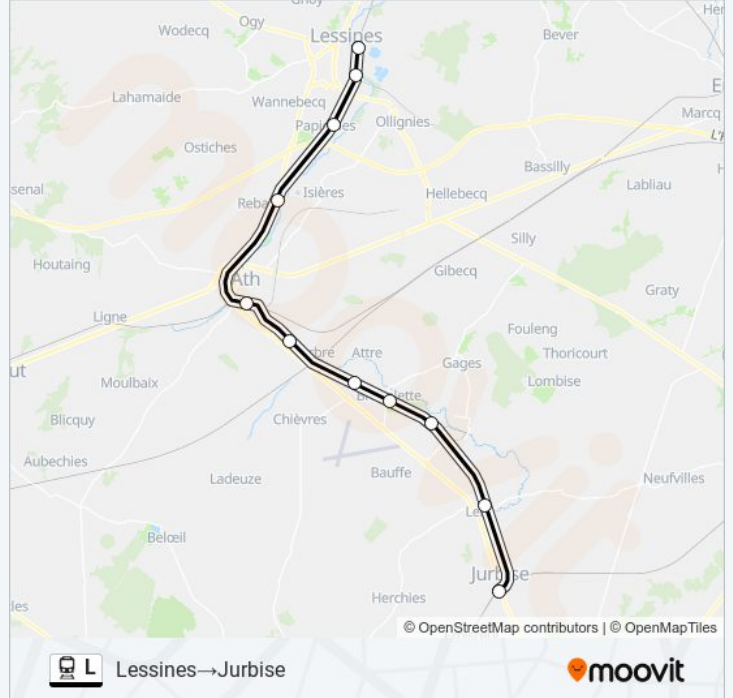 Wodecq
Ogy
Lessines
Bever
Lahamaide
Wannebecq
Ollignies
Marcq
Ostiches
Bassilly
Isières
Hellebecq
Labliau
Silly
Houtaing
Ath
Gibecq
Graty
Ligne
Fouleng
Attre
Thoricourt
Gages
Moulbaix
Lombise
Blicquy
Chièvres
Aubechies
Bauffe
Ladeuze
Neufvilles
Belœil
Jurbise
Herchies
© OpenStreetMap contributors | © OpenMapTiles
L Lessines→Jurbise
moovit